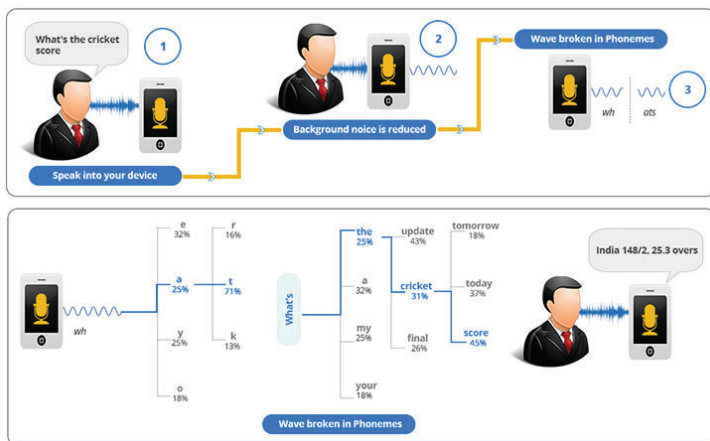 What's the cricket
score
1
Speak into your device
2
Background noice is reduced
Wave broken in Phonemes
wh
ats
3
wh
e
32%
a
25%
y
25%
o
18%
r
16%
t
71%
k
13%
What's
the
25%
a
32%
my
25%
your
18%
update
43%
cricket
31%
final
26%
tomorrow
18%
today
37%
score
45%
India 148/2, 25.3 overs
Wave broken in Phonemes